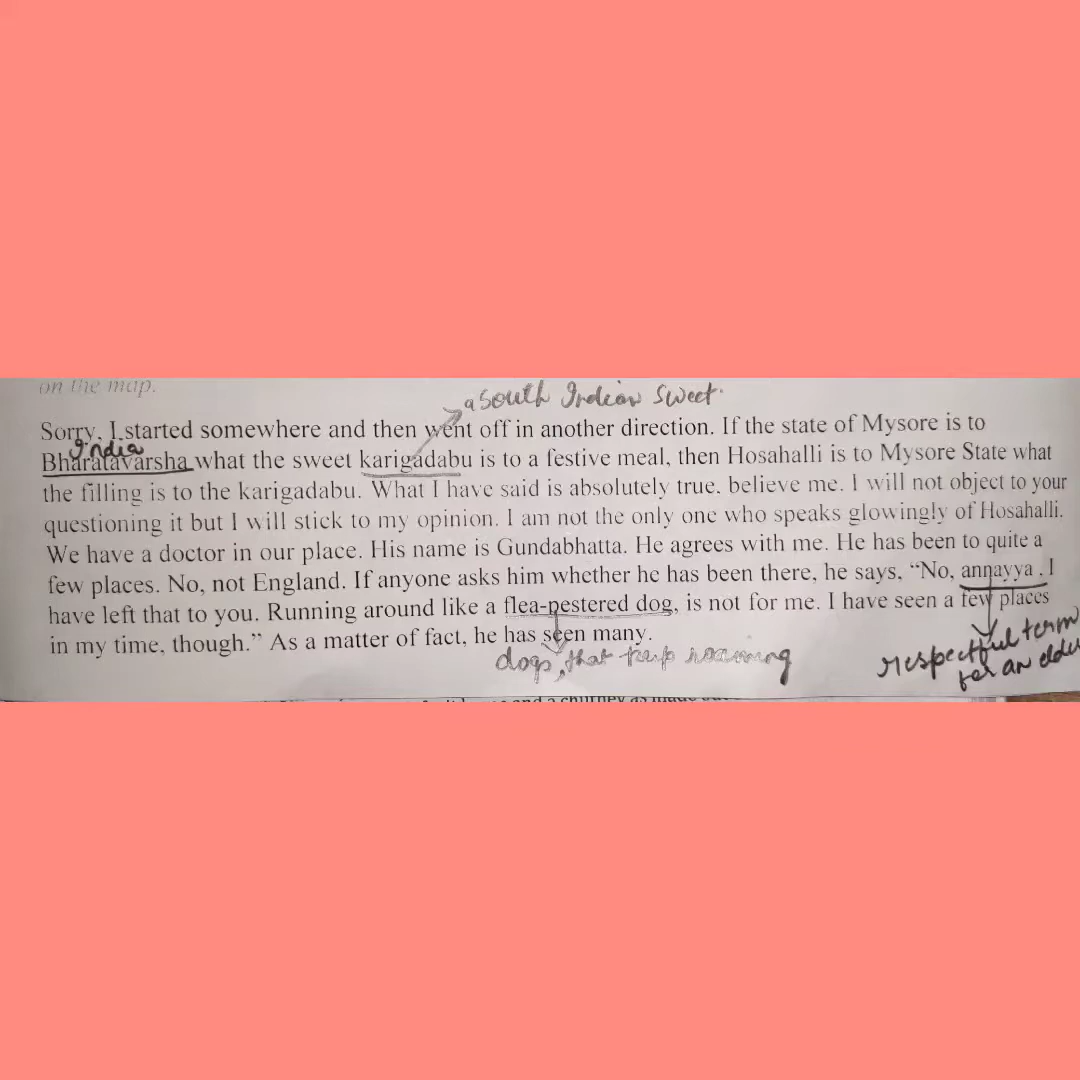 on the map.
a South Indian Sweet.
Sorry, I started somewhere and then went off in another direction. If the state of Mysore is to
India
Bharatavarsha what the sweet karigadabu is to a festive meal, then Hosahalli is to Mysore State what
the filling is to the karigadabu. What I have said is absolutely true, believe me. I will not object to your
questioning it but I will stick to my opinion. I am not the only one who speaks glowingly of Hosahalli.
We have a doctor in our place. His name is Gundabhatta. He agrees with me. He has been to quite a
few places. No, not England. If anyone asks him whether he has been there, he says, “No, annayya. I
have left that to you. Running around like a flea-pestered dog, is not for me. I have seen a few places
in my time, though.” As a matter of fact, he has seen many.
dogs, that keep roaming
respectful term
for an elder